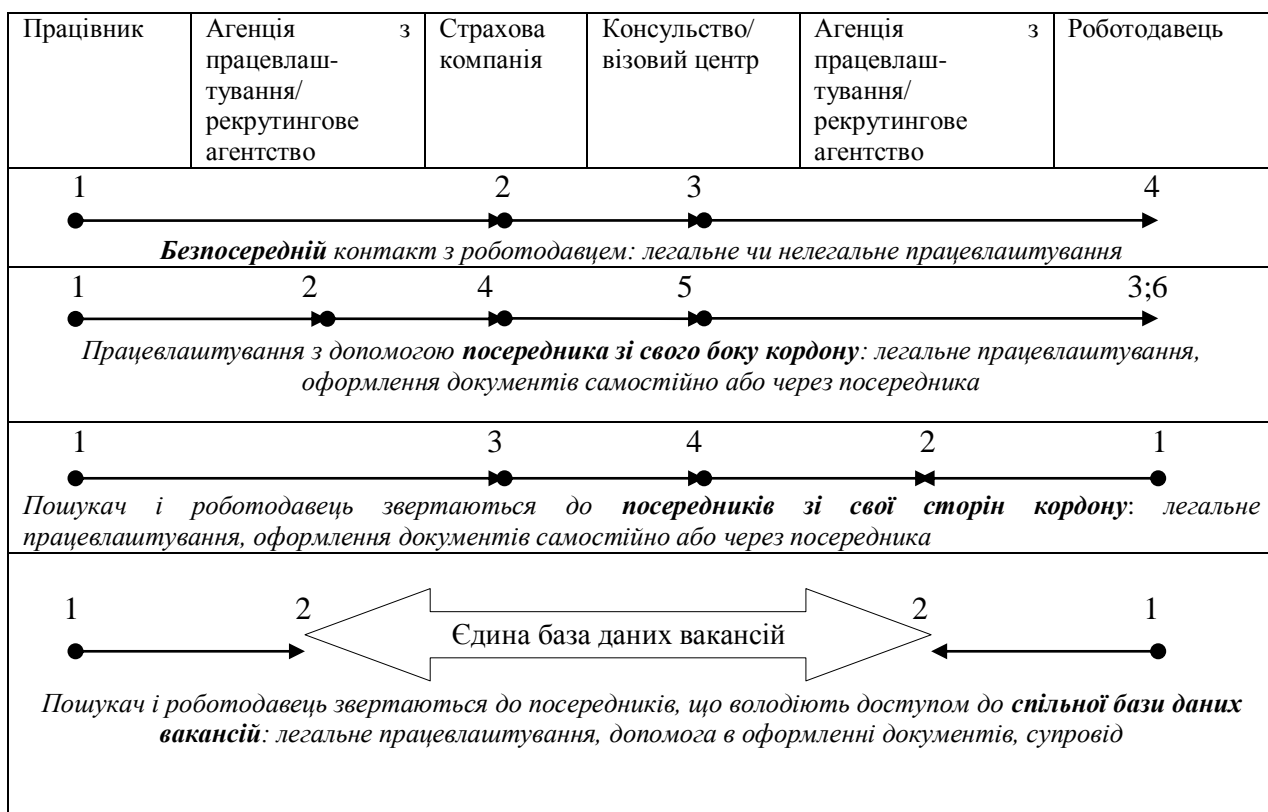 Працівник
Агенція з
працевлаш-
тування/
рекрутингове
агентство
Страхова
компанія
Консульство/
візовий центр
Агенція з
працевлаш-
тування/
рекрутингове
агентство
Роботодавець
1 2 3 4
Безпосередній контакт з роботодавцем: легальне чи нелегальне працевлаштування
1 2 4 5 3;6
Працевлаштування з допомогою посередника зі свого боку кордону: легальне працевлаштування,
оформлення документів самостійно або через посередника
1 3 4 2 1
Пошукач і роботодавець звертаються до посередників зі свої сторін кордону: легальне
працевлаштування, оформлення документів самостійно або через посередника
1 2 Єдина база даних вакансій 2 1
Пошукач і роботодавець звертаються до посередників, що володіють доступом до спільної бази даних
вакансій: легальне працевлаштування, допомога в оформленні документів, супровід